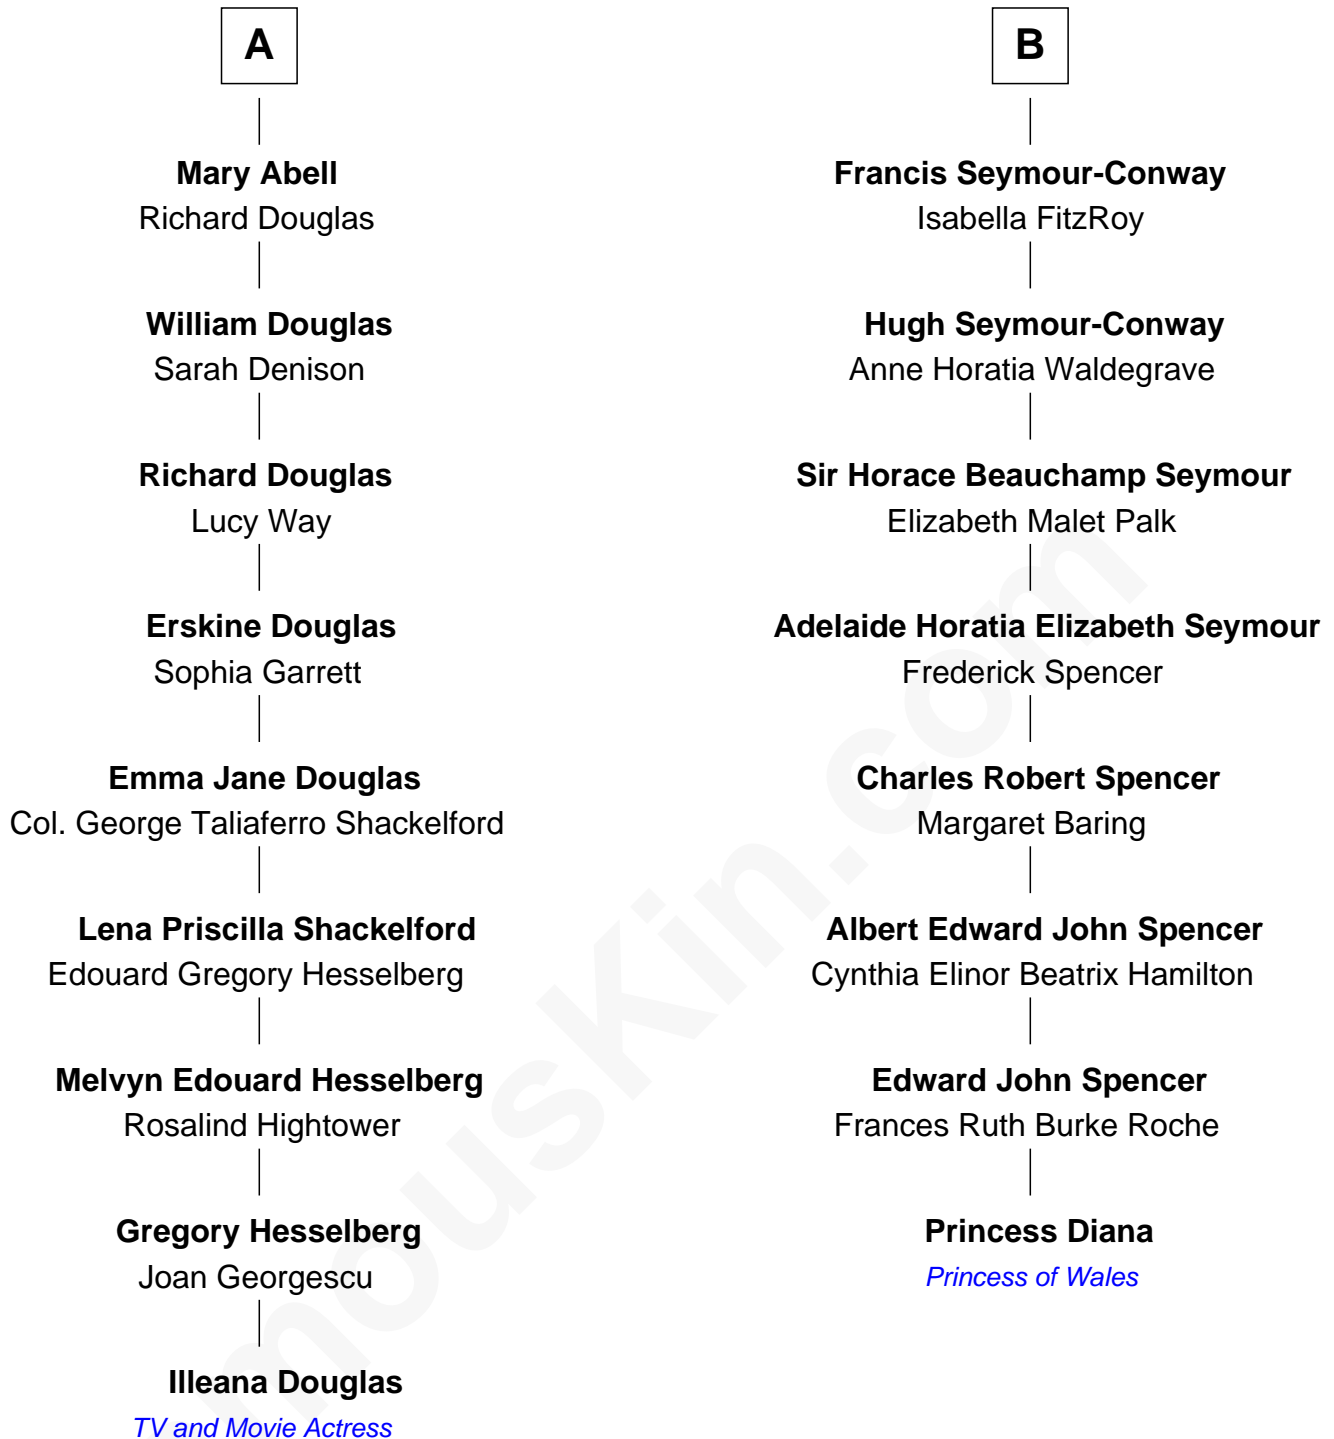 A
Mary Abell
Richard Douglas
William Douglas
Sarah Denison
Richard Douglas
Lucy Way
Erskine Douglas
Sophia Garrett
Emma Jane Douglas
Col. George Taliaferro Shackelford
Lena Priscilla Shackelford
Edouard Gregory Hesselberg
Melvyn Edouard Hesselberg
Rosalind Hightower
Gregory Hesselberg
Joan Georgescu
Illeana Douglas
TV and Movie Actress
B
Francis Seymour-Conway
Isabella FitzRoy
Hugh Seymour-Conway
Anne Horatia Waldegrave
Sir Horace Beauchamp Seymour
Elizabeth Malet Palk
Adelaide Horatia Elizabeth Seymour
Frederick Spencer
Charles Robert Spencer
Margaret Baring
Albert Edward John Spencer
Cynthia Elinor Beatrix Hamilton
Edward John Spencer
Frances Ruth Burke Roche
Princess Diana
Princess of Wales
mousKin.com